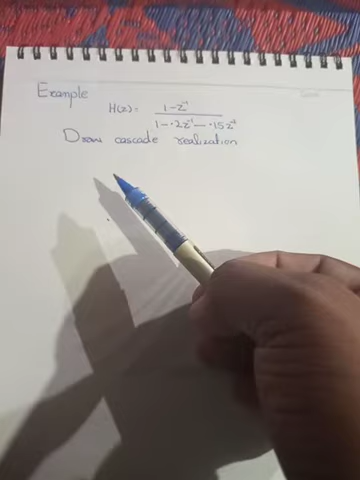 Example
H(z) = 1-z⁻¹
1-.2z⁻¹-.15z⁻²
Draw cascade realization